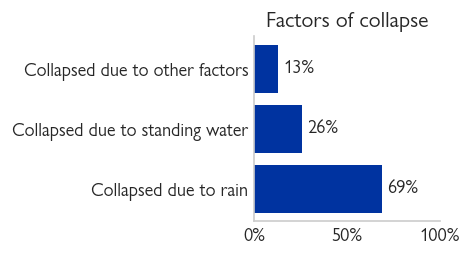 Factors of collapse
Collapsed due to other factors 13%
Collapsed due to standing water 26%
Collapsed due to rain 69%
0% 50% 100%